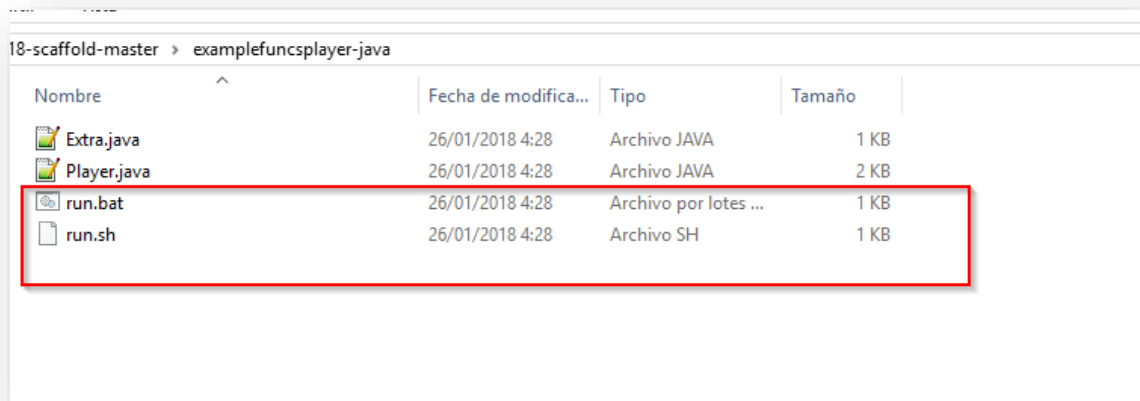 18-scaffold-master > examplefuncsplayer-java
Nombre Fecha de modifica... Tipo Tamaño
Extra.java 26/01/2018 4:28 Archivo JAVA 1 KB
Player.java 26/01/2018 4:28 Archivo JAVA 2 KB
run.bat 26/01/2018 4:28 Archivo por lotes ... 1 KB
run.sh 26/01/2018 4:28 Archivo SH 1 KB